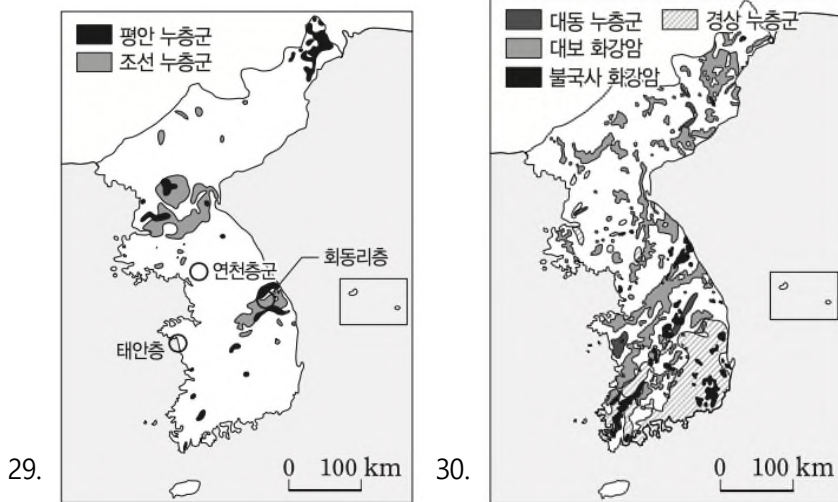 평안 누층군
조선 누층군
회동리층
연천층군
태안층
0 100 km
29.
대동 누층군
경상 누층군
대보 화강암
불국사 화강암
0 100 km
30.